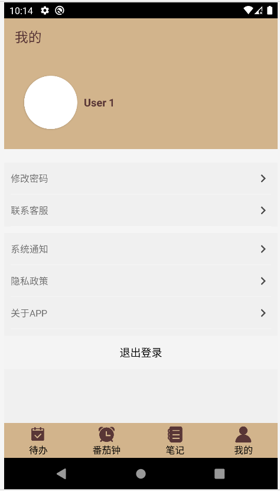 10:14
我的
User 1
修改密码
联系客服
系统通知
隐私政策
关于APP
退出登录
待办 番茄钟 笔记 我的